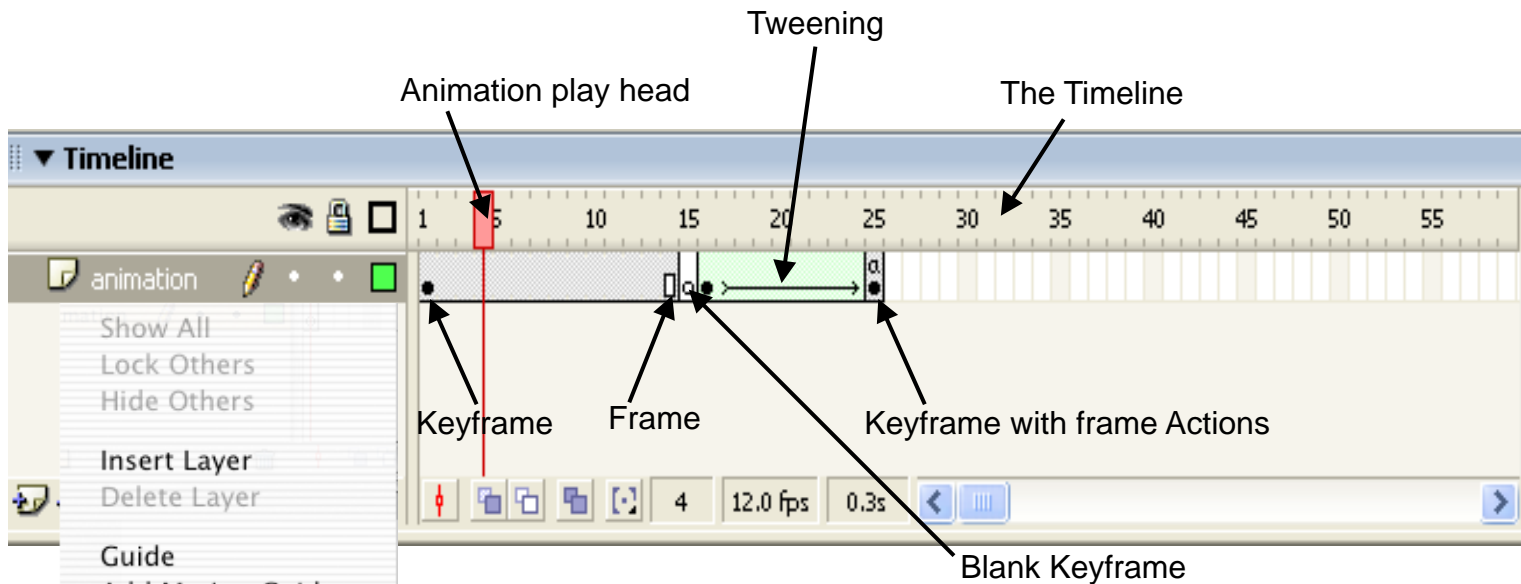 Tweening
Animation play head
The Timeline
Timeline
1 5 10 15 20 25 30 35 40 45 50 55
animation
a
Show All
Lock Others
Hide Others
Keyframe
Frame
Keyframe with frame Actions
Insert Layer
Delete Layer
4 12.0 fps 0.3s
Guide
Blank Keyframe